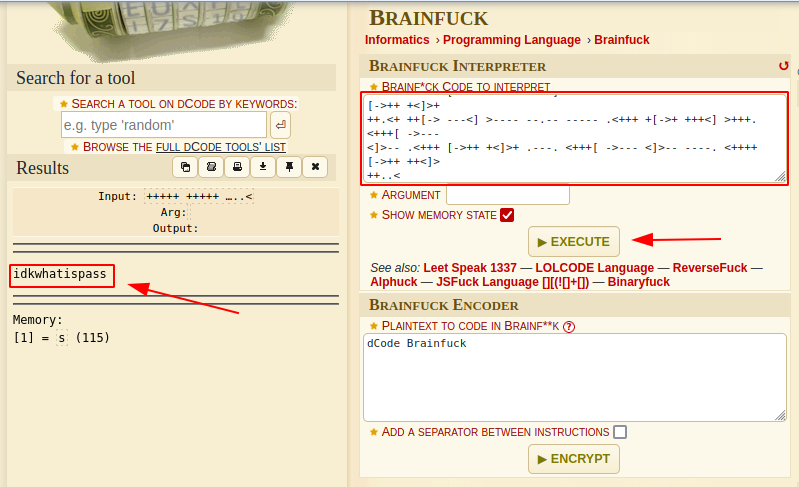 Search for a tool
★ SEARCH A TOOL ON DCODE BY KEYWORDS:
e.g. type 'random'
★ BROWSE THE FULL DCODE TOOLS' LIST
Results
Input: +++++ +++++ …..<
Arg:
Output:
idkwhatispass
Memory:
[1] = s (115)
BRAINFUCK
Informatics › Programming Language › Brainfuck
BRAINFUCK INTERPRETER
★ BRAINF*CK CODE TO INTERPRET
[->++ +<]>+
++.<+ ++[-> ---<] >---- --.-- ----- .<+++ +[->+ +++<] >+++.
<+++[ ->---
<]>-- .<+++ [->++ +<]>+ .---. <+++[ ->--- <]>-- ----. <++++
[->++ ++<]>
++..<
★ ARGUMENT
★ SHOW MEMORY STATE
▶ EXECUTE
See also: Leet Speak 1337 — LOLCODE Language — ReverseFuck —
Alphuck — JSFuck Language [][(![]+[]) — Binaryfuck
BRAINFUCK ENCODER
★ PLAINTEXT TO CODE IN BRAINF**K ?
dCode Brainfuck
★ ADD A SEPARATOR BETWEEN INSTRUCTIONS
▶ ENCRYPT